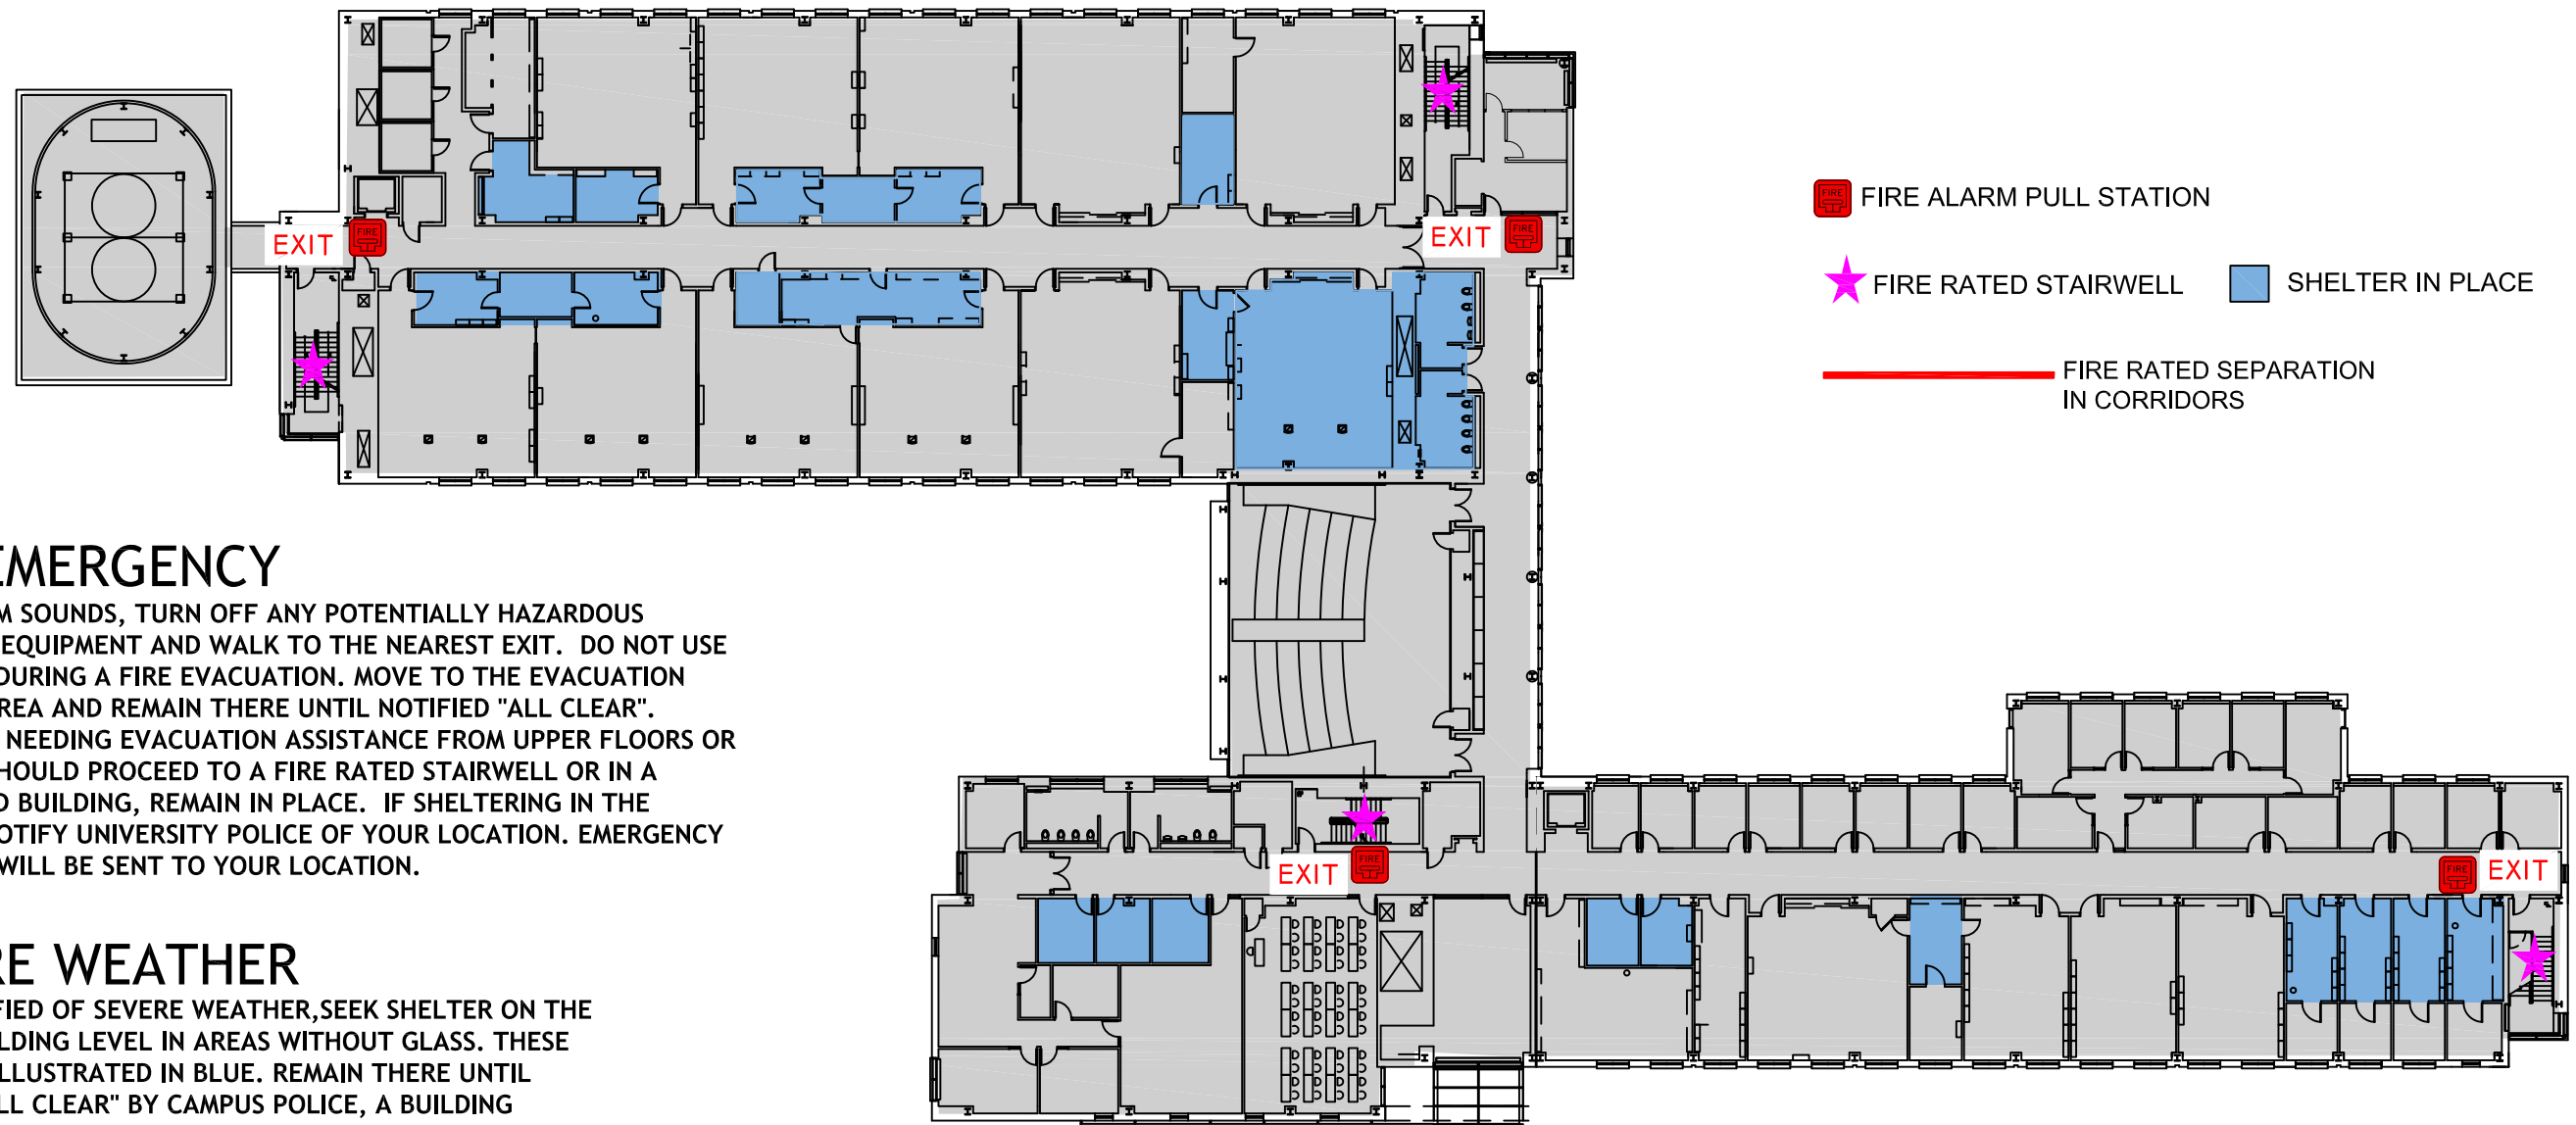 EXIT
FIRE
EXIT
FIRE
FIRE
FIRE ALARM PULL STATION
FIRE RATED STAIRWELL
SHELTER IN PLACE
FIRE RATED SEPARATION
IN CORRIDORS
EMERGENCY
M SOUNDS, TURN OFF ANY POTENTIALLY HAZARDOUS
EQUIPMENT AND WALK TO THE NEAREST EXIT.  DO NOT USE
DURING A FIRE EVACUATION. MOVE TO THE EVACUATION
REA AND REMAIN THERE UNTIL NOTIFIED "ALL CLEAR".
NEEDING EVACUATION ASSISTANCE FROM UPPER FLOORS OR
HOULD PROCEED TO A FIRE RATED STAIRWELL OR IN A
D BUILDING, REMAIN IN PLACE.  IF SHELTERING IN THE
OTIFY UNIVERSITY POLICE OF YOUR LOCATION. EMERGENCY
WILL BE SENT TO YOUR LOCATION.
EXIT
FIRE
FIRE
EXIT
RE WEATHER
FIED OF SEVERE WEATHER,SEEK SHELTER ON THE
LDING LEVEL IN AREAS WITHOUT GLASS. THESE
LLUSTRATED IN BLUE. REMAIN THERE UNTIL
LL CLEAR" BY CAMPUS POLICE, A BUILDING